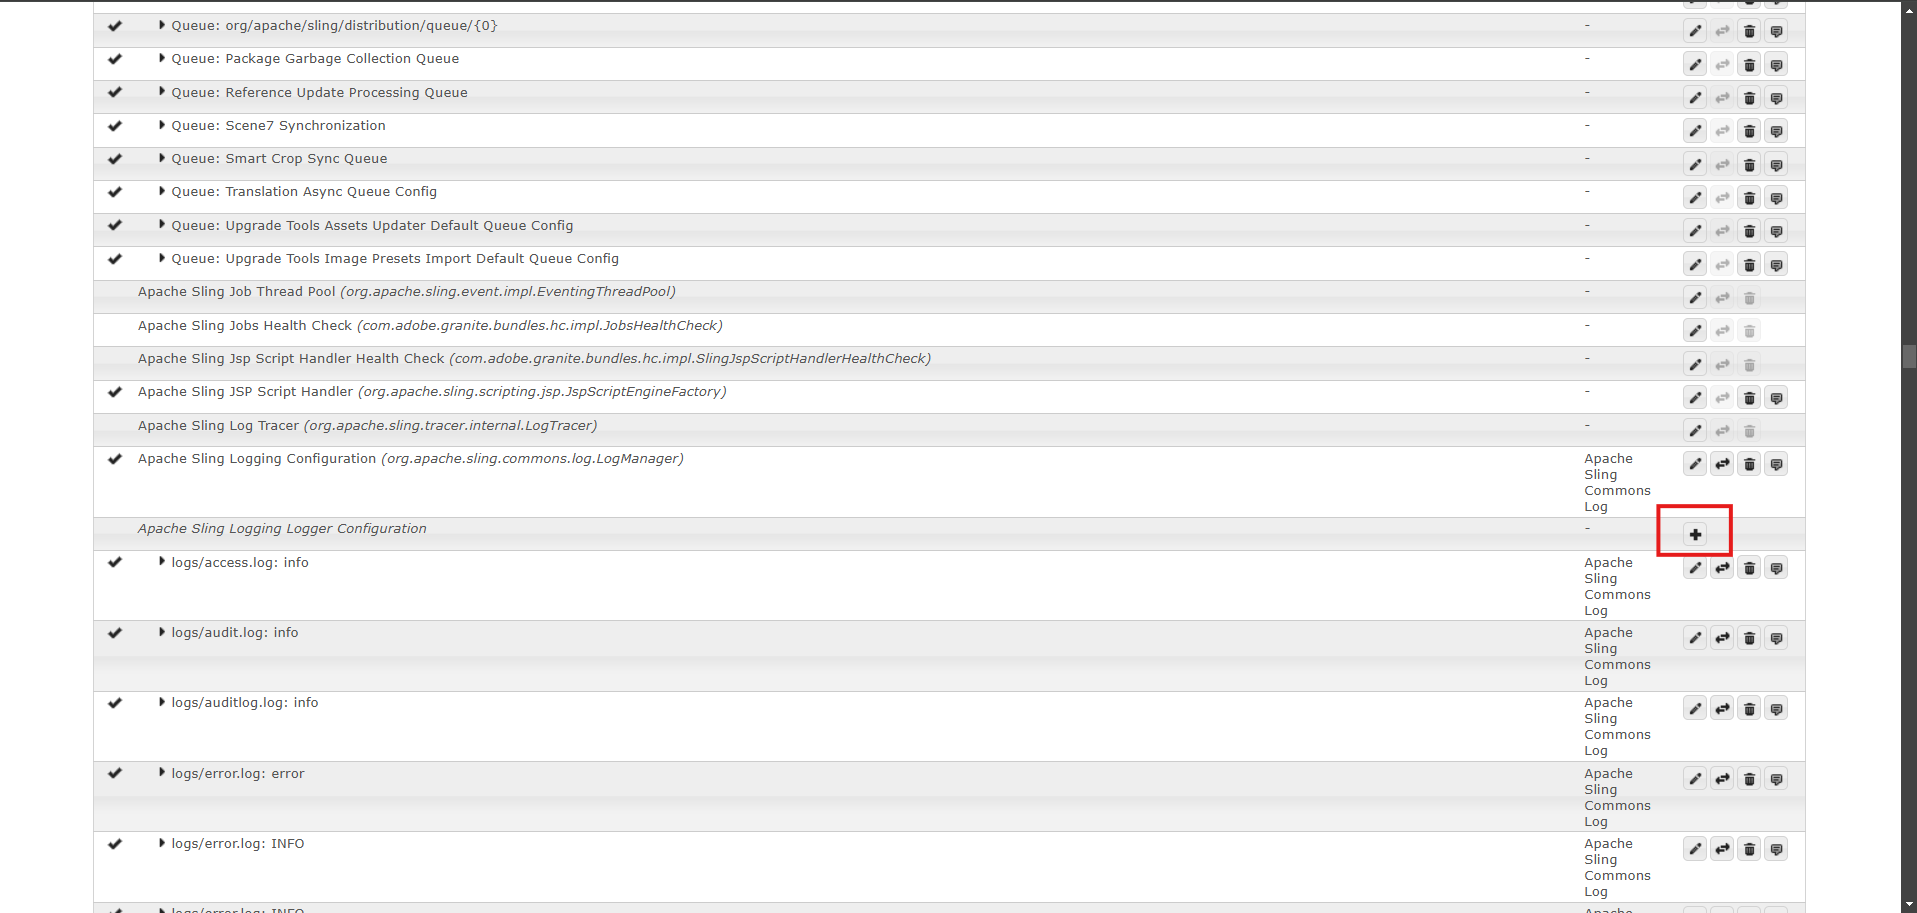 Queue: org/apache/sling/distribution/queue/{0} -
Queue: Package Garbage Collection Queue -
Queue: Reference Update Processing Queue -
Queue: Scene7 Synchronization -
Queue: Smart Crop Sync Queue -
Queue: Translation Async Queue Config -
Queue: Upgrade Tools Assets Updater Default Queue Config -
Queue: Upgrade Tools Image Presets Import Default Queue Config -
Apache Sling Job Thread Pool (org.apache.sling.event.impl.EventingThreadPool) -
Apache Sling Jobs Health Check (com.adobe.granite.bundles.hc.impl.JobsHealthCheck) -
Apache Sling Jsp Script Handler Health Check (com.adobe.granite.bundles.hc.impl.SlingJspScriptHandlerHealthCheck) -
Apache Sling JSP Script Handler (org.apache.sling.scripting.jsp.JspScriptEngineFactory) -
Apache Sling Log Tracer (org.apache.sling.tracer.internal.LogTracer) -
Apache Sling Logging Configuration (org.apache.sling.commons.log.LogManager) Apache
Sling
Commons
Log
Apache Sling Logging Logger Configuration -
logs/access.log: info Apache
Sling
Commons
Log
logs/audit.log: info Apache
Sling
Commons
Log
logs/auditlog.log: info Apache
Sling
Commons
Log
logs/error.log: error Apache
Sling
Commons
Log
logs/error.log: INFO Apache
Sling
Commons
Log
logs/error.log: INFO Apache